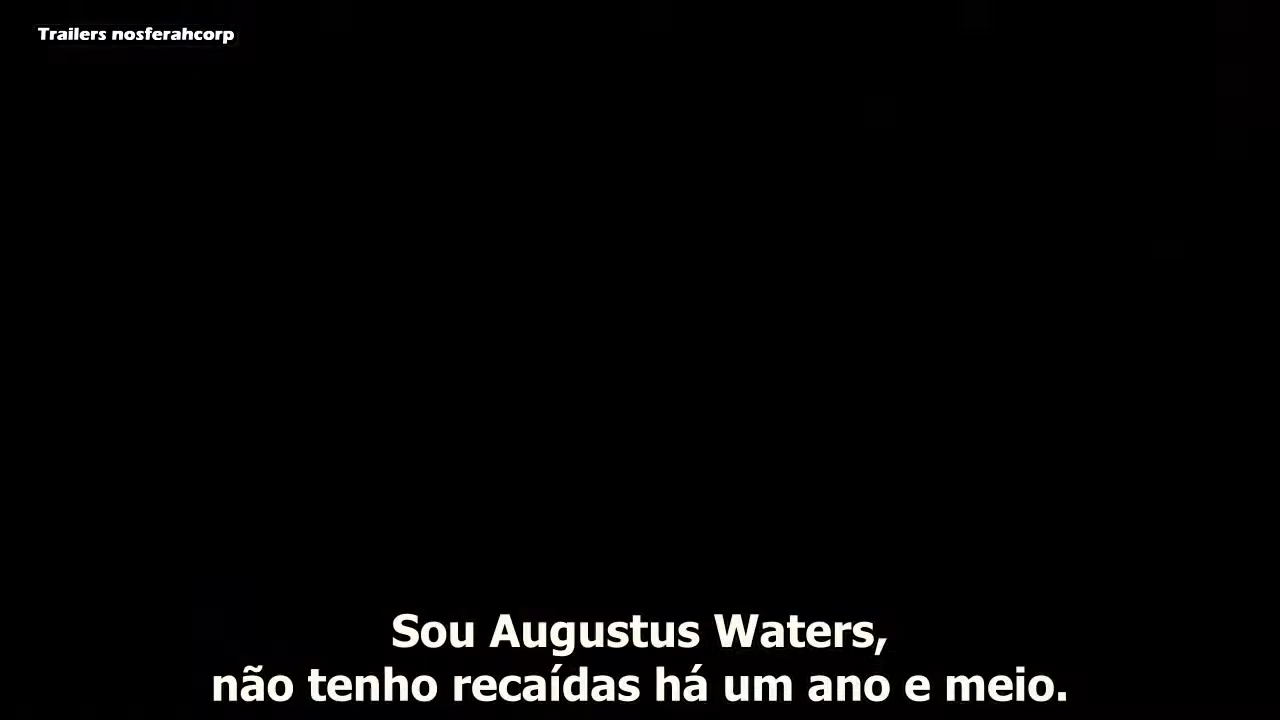 Trailers nosferahcorp
Sou Augustus Waters,
não tenho recaídas há um ano e meio.